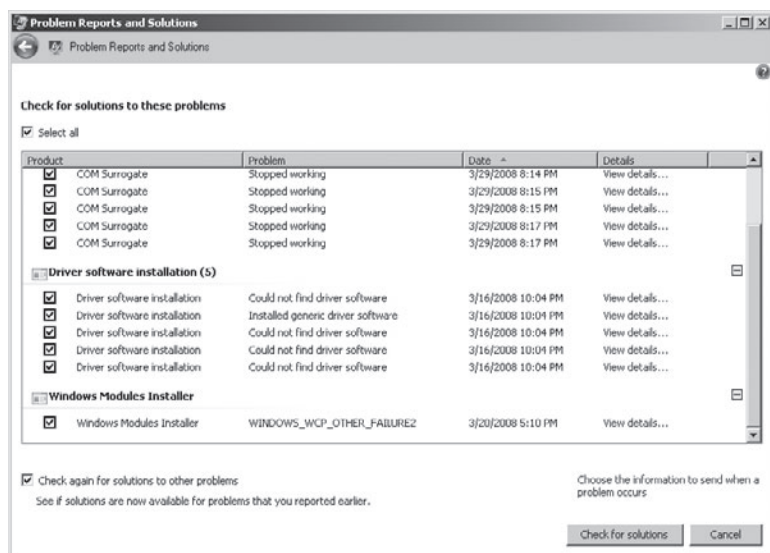 Problem Reports and Solutions
Problem Reports and Solutions
Check for solutions to these problems
Select all
Product Problem Date Details
COM Surrogate Stopped working 3/29/2008 8:14 PM View details...
COM Surrogate Stopped working 3/29/2008 8:15 PM View details...
COM Surrogate Stopped working 3/29/2008 8:15 PM View details...
COM Surrogate Stopped working 3/29/2008 8:17 PM View details...
COM Surrogate Stopped working 3/29/2008 8:17 PM View details...
Driver software installation (5)
Driver software installation Could not find driver software 3/16/2008 10:04 PM View details...
Driver software installation Installed generic driver software 3/16/2008 10:04 PM View details...
Driver software installation Could not find driver software 3/16/2008 10:04 PM View details...
Driver software installation Could not find driver software 3/16/2008 10:04 PM View details...
Driver software installation Could not find driver software 3/16/2008 10:04 PM View details...
Windows Modules Installer
Windows Modules Installer WINDOWS_WCP_OTHER_FAILURE2 3/20/2008 5:10 PM View details...
Check again for solutions to other problems
See if solutions are now available for problems that you reported earlier.
Choose the information to send when a
problem occurs
Check for solutions Cancel